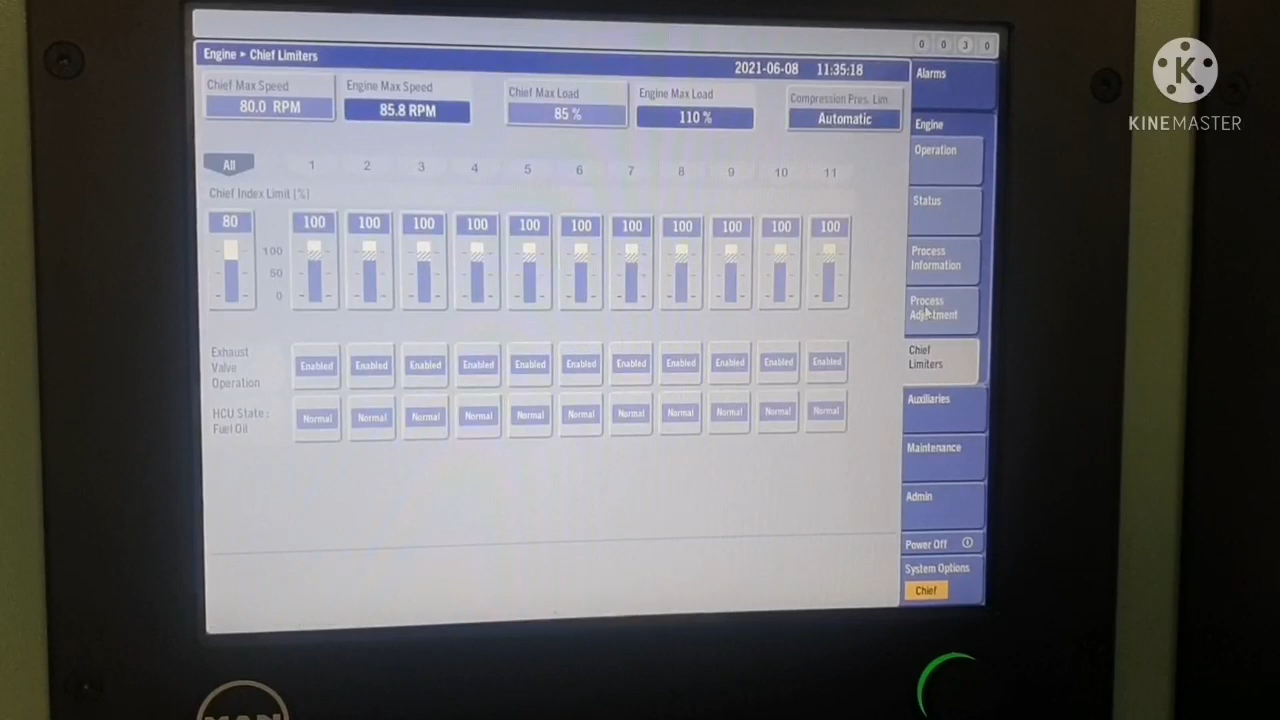 0 0 3 0
Engine ▸ Chief Limiters
2021-06-08 11:35:18
Chief Max Speed
80.0 RPM
Engine Max Speed
85.8 RPM
Chief Max Load
85 %
Engine Max Load
110 %
Compression Pres. Lim.
Automatic
All 1 2 3 4 5 6 7 8 9 10 11
Chief Index Limit [%]
80 100 100 100 100 100 100 100 100 100 100 100
100
50
0
Exhaust
Valve
Operation
Enabled Enabled Enabled Enabled Enabled Enabled Enabled Enabled Enabled Enabled Enabled
HCU State :
Fuel Oil
Normal Normal Normal Normal Normal Normal Normal Normal Normal Normal Normal
Alarms
Engine
Operation
Status
Process
Information
Process
Adjustment
Chief
Limiters
Auxiliaries
Maintenance
Admin
Power Off
System Options
Chief
MAN
K
KINEMASTER